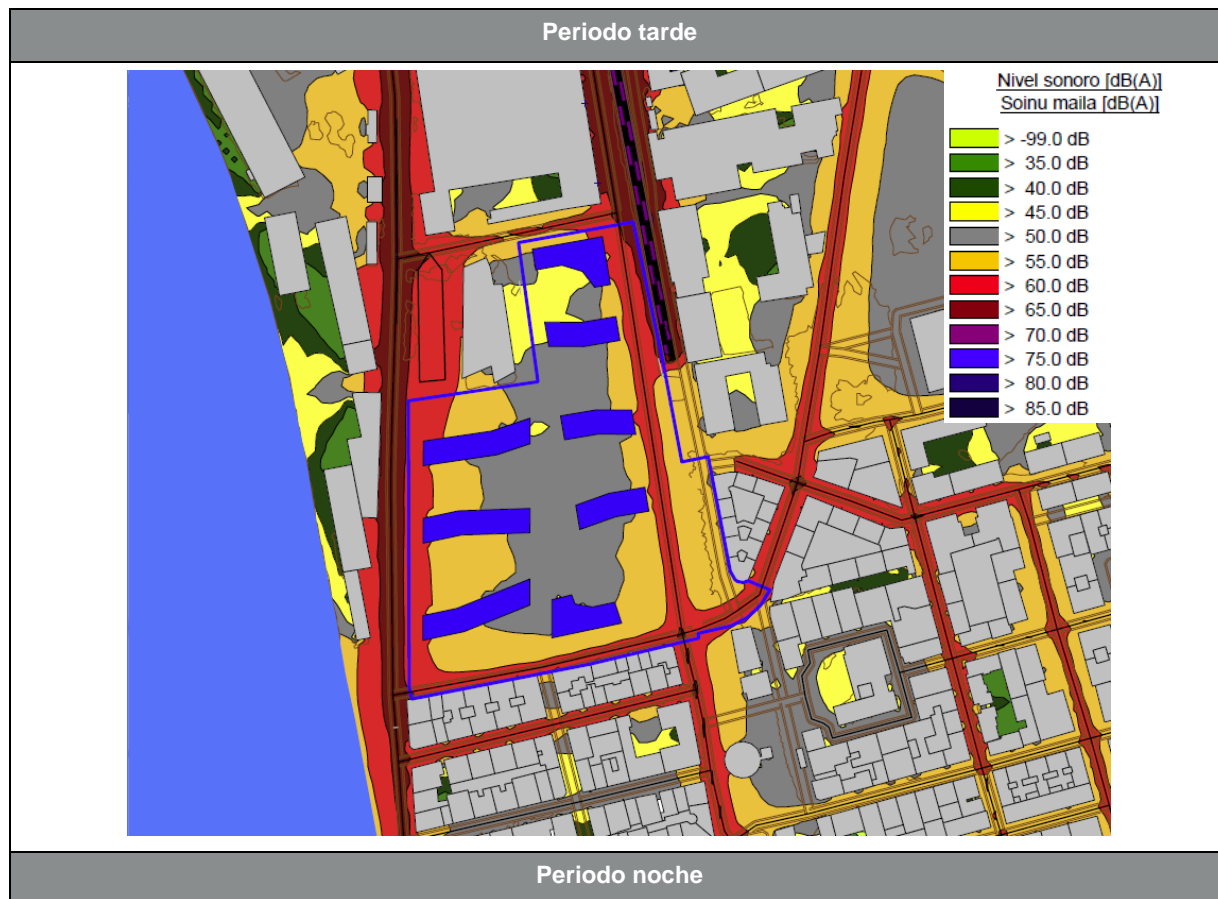 Periodo tarde
Nivel sonoro [dB(A)]
Soinu maila [dB(A)]
> -99.0 dB
> 35.0 dB
> 40.0 dB
> 45.0 dB
> 50.0 dB
> 55.0 dB
> 60.0 dB
> 65.0 dB
> 70.0 dB
> 75.0 dB
> 80.0 dB
> 85.0 dB
Periodo noche